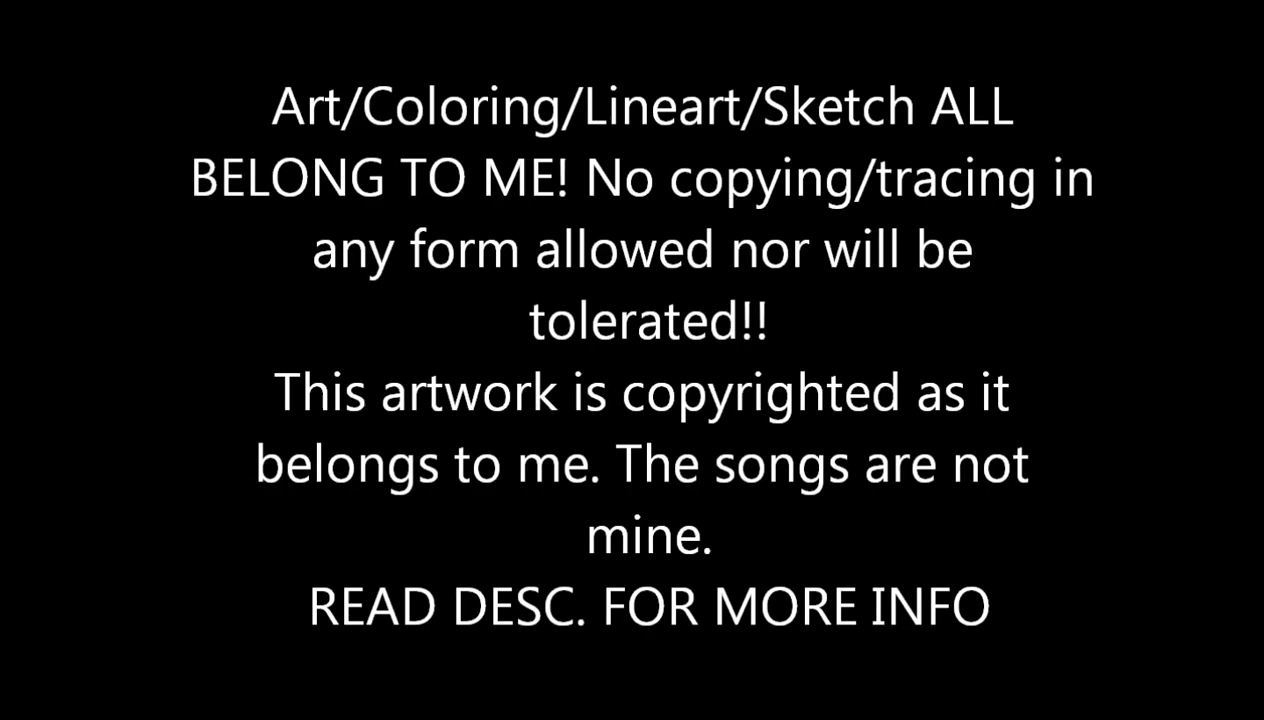 Art/Coloring/Lineart/Sketch ALL
BELONG TO ME! No copying/tracing in
any form allowed nor will be
tolerated!!
This artwork is copyrighted as it
belongs to me. The songs are not
mine.
READ DESC. FOR MORE INFO